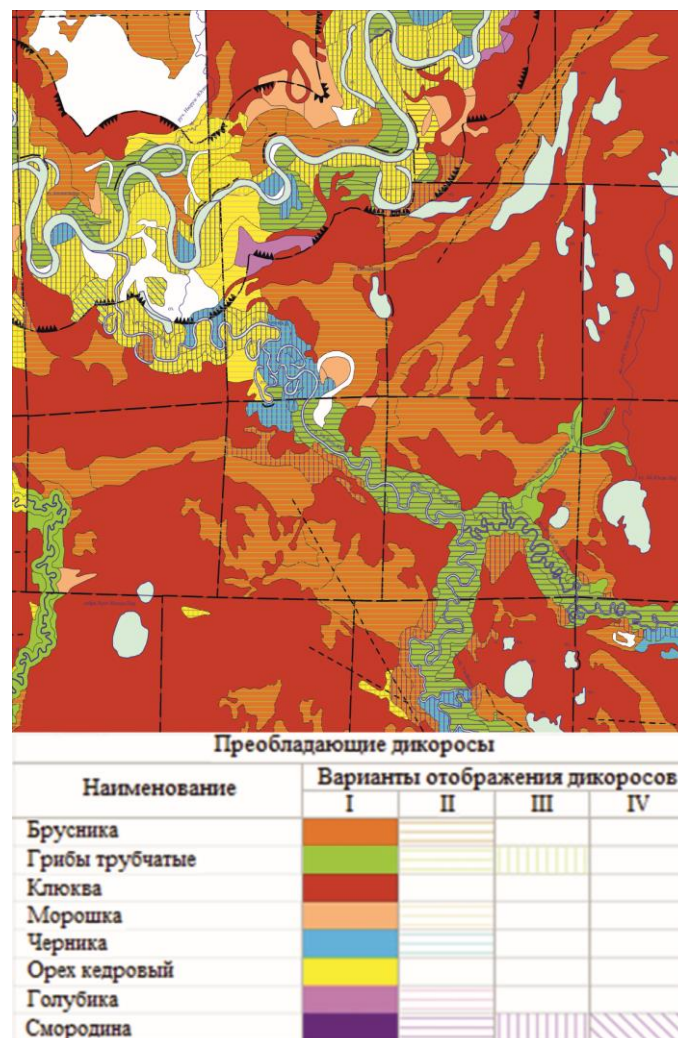 Преобладающие дикоросы
Наименование
Варианты отображения дикоросов
I II III IV
Брусника
Грибы трубчатые
Клюква
Морошка
Черника
Орех кедровый
Голубика
Смородина